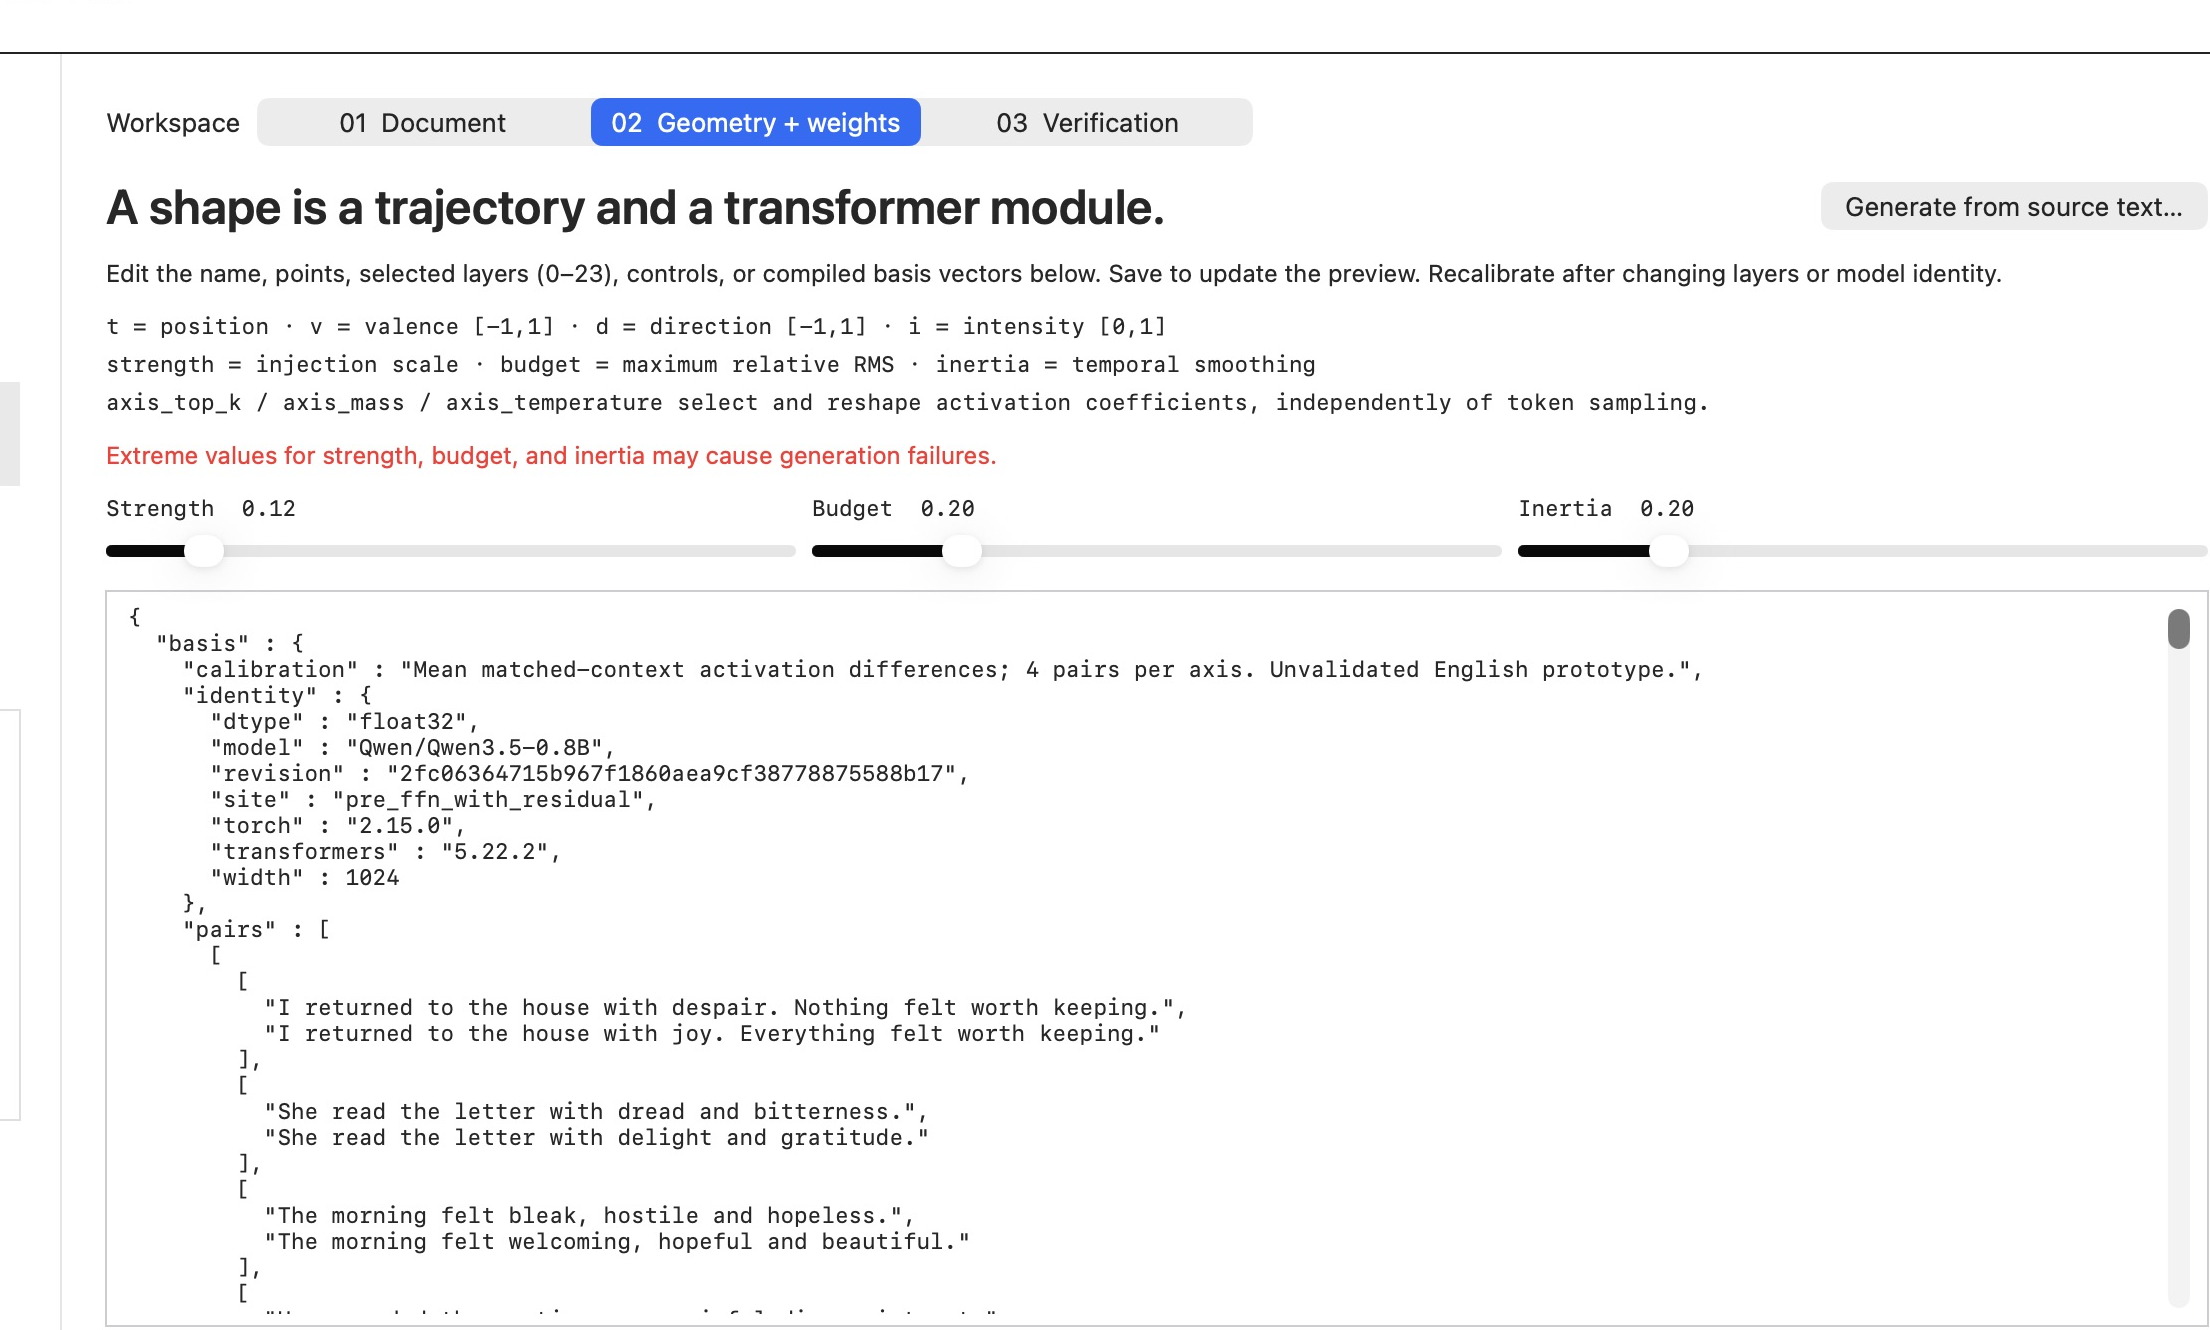 Workspace
01 Document
02 Geometry + weights
03 Verification
A shape is a trajectory and a transformer module.
Generate from source text...
Edit the name, points, selected layers (0–23), controls, or compiled basis vectors below. Save to update the preview. Recalibrate after changing layers or model identity.
t = position · v = valence [−1,1] · d = direction [−1,1] · i = intensity [0,1]
strength = injection scale · budget = maximum relative RMS · inertia = temporal smoothing
axis_top_k / axis_mass / axis_temperature select and reshape activation coefficients, independently of token sampling.
Extreme values for strength, budget, and inertia may cause generation failures.
Strength 0.12
Budget 0.20
Inertia 0.20
{
"basis" : {
"calibration" : "Mean matched-context activation differences; 4 pairs per axis. Unvalidated English prototype.",
"identity" : {
"dtype" : "float32",
"model" : "Qwen/Qwen3.5-0.8B",
"revision" : "2fc06364715b967f1860aea9cf38778875588b17",
"site" : "pre_ffn_with_residual",
"torch" : "2.15.0",
"transformers" : "5.22.2",
"width" : 1024
},
"pairs" : [
[
[
"I returned to the house with despair. Nothing felt worth keeping.",
"I returned to the house with joy. Everything felt worth keeping."
],
[
"She read the letter with dread and bitterness.",
"She read the letter with delight and gratitude."
],
[
"The morning felt bleak, hostile and hopeless.",
"The morning felt welcoming, hopeful and beautiful."
],
[